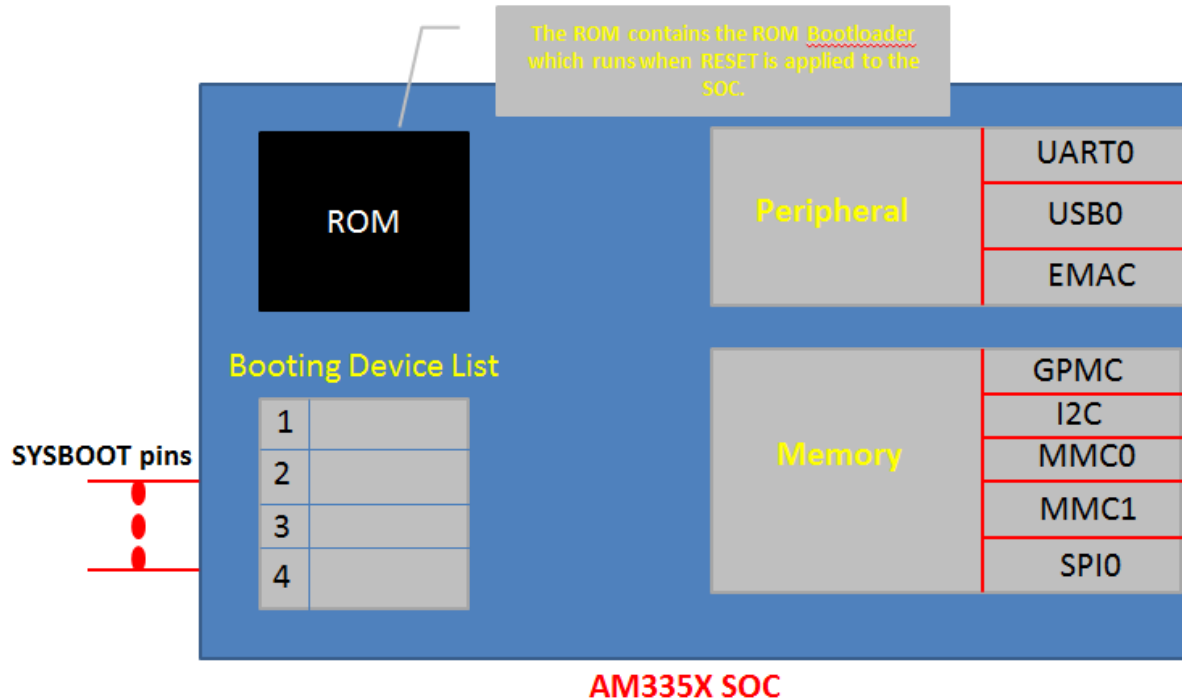 The ROM contains the ROM Bootloader
which runs when RESET is applied to the
SOC.
ROM
Peripheral
UART0
USB0
EMAC
Booting Device List
1
2
3
4
SYSBOOT pins
Memory
GPMC
I2C
MMC0
MMC1
SPI0
AM335X SOC